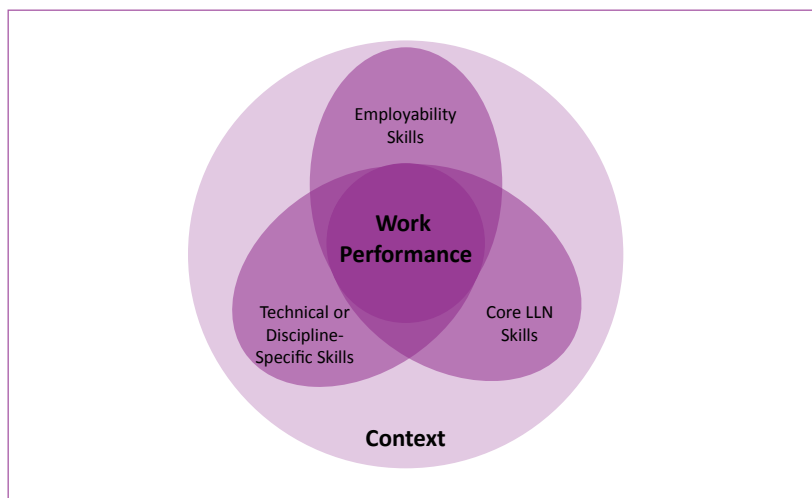 Employability
Skills
Work
Performance
Technical or
Discipline-
Specific Skills
Core LLN
Skills
Context